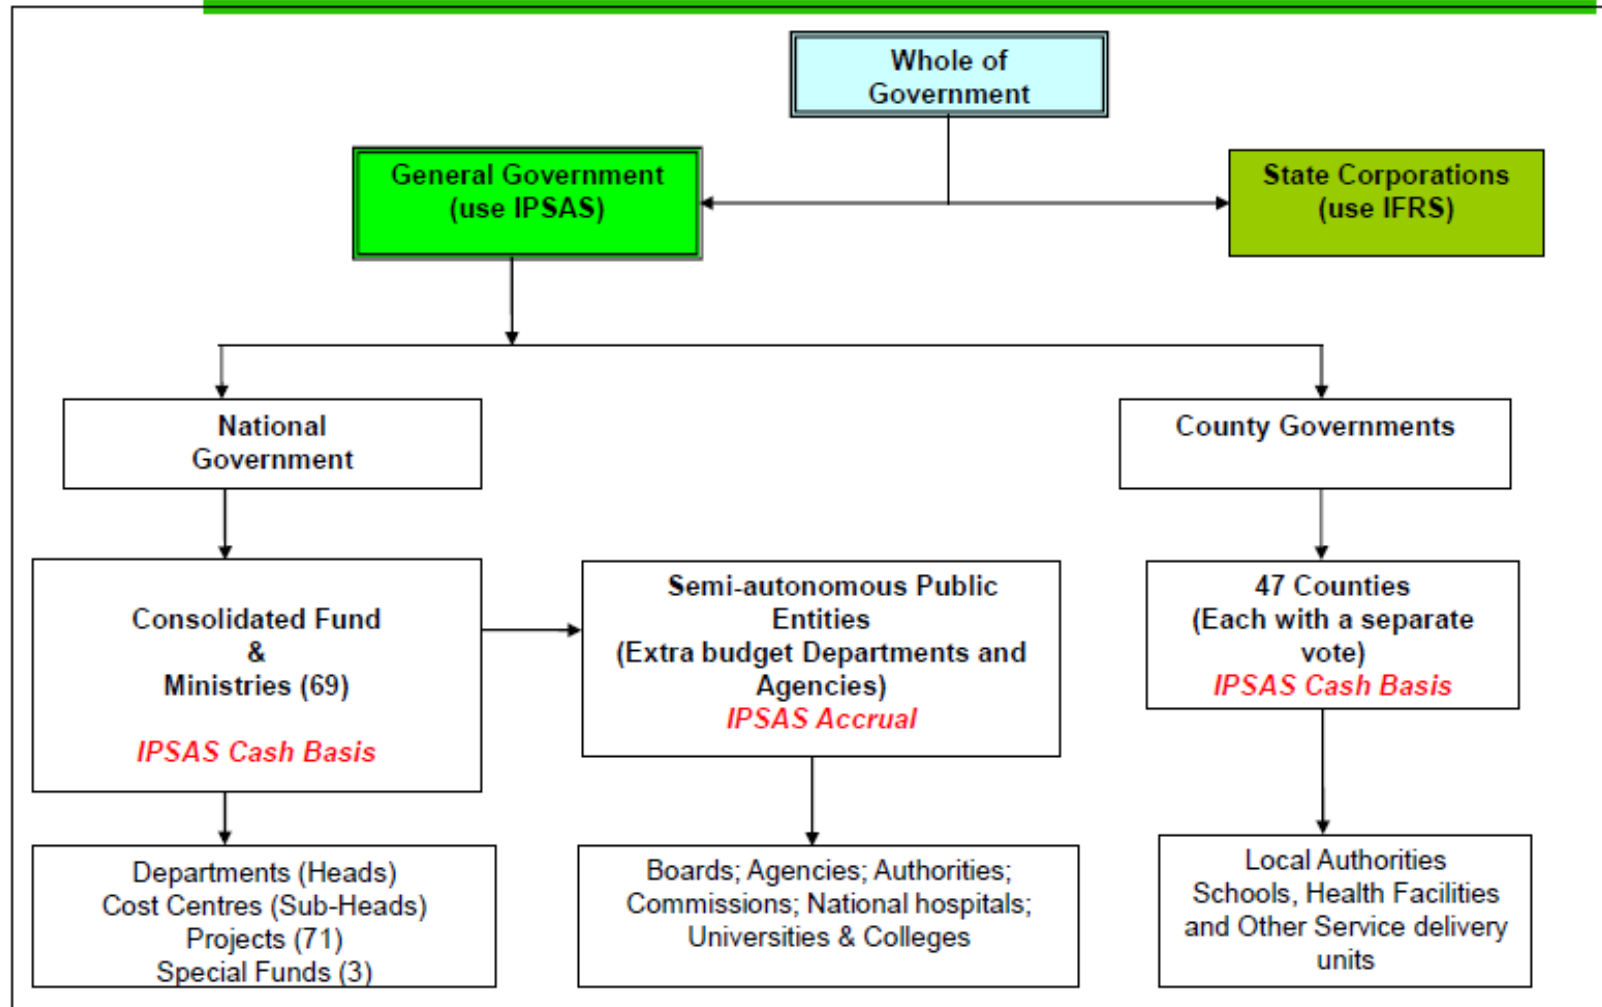 Whole of
Government
General Government
(use IPSAS)
State Corporations
(use IFRS)
National
Government
County Governments
Consolidated Fund
&
Ministries (69)
IPSAS Cash Basis
Semi-autonomous Public
Entities
(Extra budget Departments and
Agencies)
IPSAS Accrual
47 Counties
(Each with a separate
vote)
IPSAS Cash Basis
Departments (Heads)
Cost Centres (Sub-Heads)
Projects (71)
Special Funds (3)
Boards; Agencies; Authorities;
Commissions; National hospitals;
Universities & Colleges
Local Authorities
Schools, Health Facilities
and Other Service delivery
units